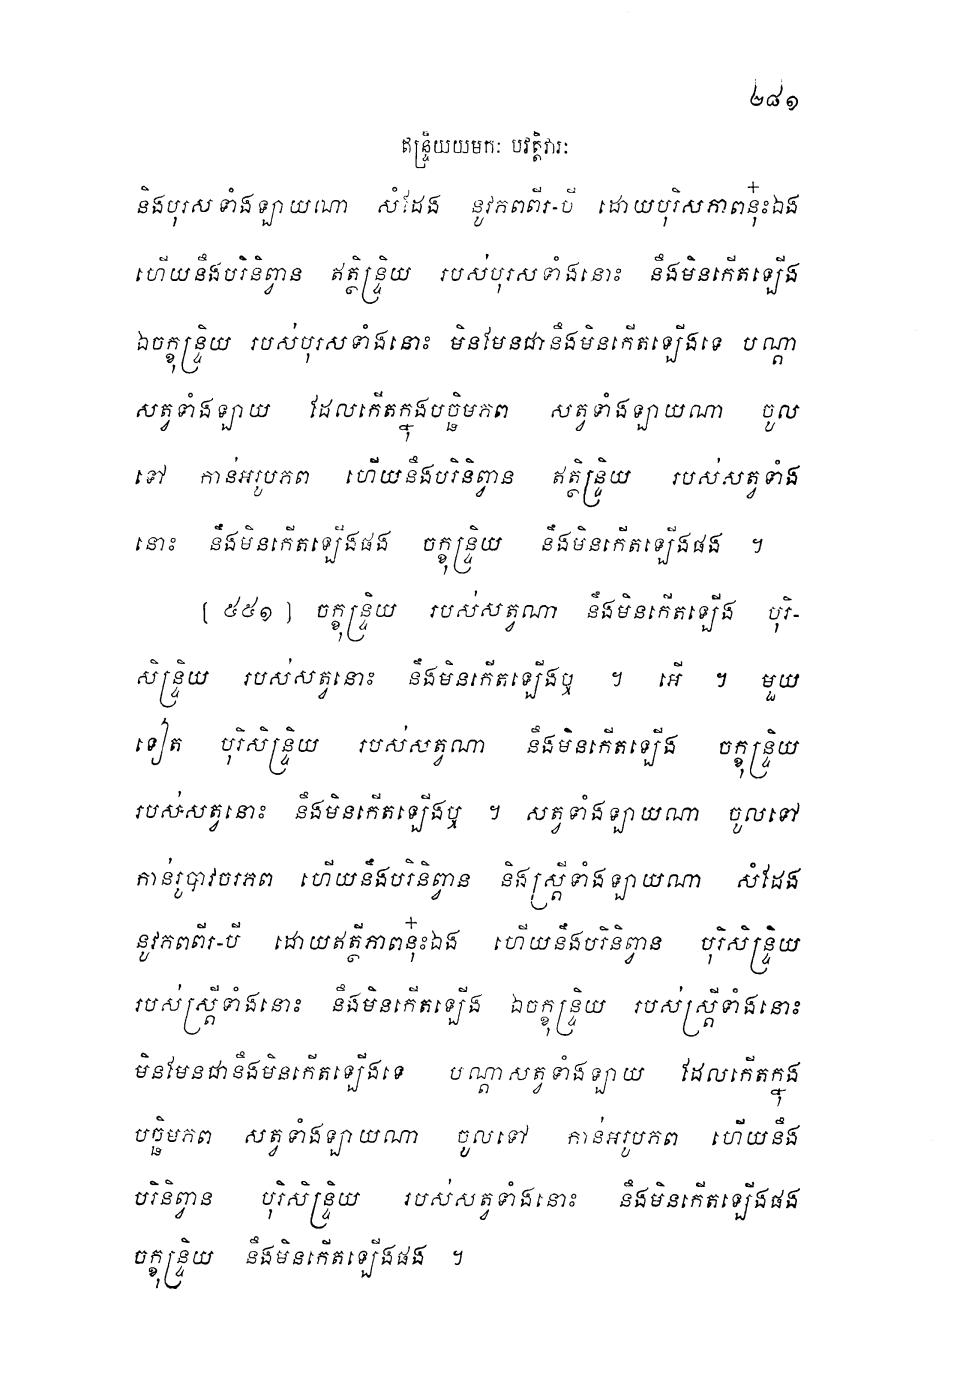 ២៨១
ឥន្ទ្រិយយមកៈ បវត្តិវារៈ
និងបុរសទាំងឡាយណា សំដែង នូវភពពីរ-បី ដោយបុរិសភាពនុ៎ះឯង
ហើយនឹងបរិនិព្វាន ឥត្ថិន្ទ្រិយ របស់បុរសទាំងនោះ នឹងមិនកើតឡើង
ឯចក្ខុន្ទ្រិយ របស់បុរសទាំងនោះ មិនមែនជានឹងមិនកើតឡើងទេ បណ្តា
សត្វទាំងឡាយ ដែលកើតក្នុងបច្ឆិមភព សត្វទាំងឡាយណា ចូល
ទៅ កាន់អរូបភព ហើយនឹងបរិនិព្វាន ឥត្ថិន្ទ្រិយ របស់សត្វទាំង
នោះ នឹងមិនកើតឡើងផង ចក្ខុន្ទ្រិយ នឹងមិនកើតឡើងផង ។
[ ៥៥១ ] ចក្ខុន្ទ្រិយ របស់សត្វណា នឹងមិនកើតឡើង បុរិ-
សិន្ទ្រិយ របស់សត្វនោះ នឹងមិនកើតឡើងឬ ។ អើ ។ មួយ
ទៀត បុរិសិន្ទ្រិយ របស់សត្វណា នឹងមិនកើតឡើង ចក្ខុន្ទ្រិយ
របស់សត្វនោះ នឹងមិនកើតឡើងឬ ។ សត្វទាំងឡាយណា ចូលទៅ
កាន់រូបាវចរភព ហើយនឹងបរិនិព្វាន និងស្ត្រីទាំងឡាយណា សំដែង
នូវភពពីរ-បី ដោយឥត្ថីភាពនុ៎ះឯង ហើយនឹងបរិនិព្វាន បុរិសិន្ទ្រិយ
របស់ស្ត្រីទាំងនោះ នឹងមិនកើតឡើង ឯចក្ខុន្ទ្រិយ របស់ស្ត្រីទាំងនោះ
មិនមែនជានឹងមិនកើតឡើងទេ បណ្តាសត្វទាំងឡាយ ដែលកើតក្នុង
បច្ឆិមភព សត្វទាំងឡាយណា ចូលទៅ កាន់អរូបភព ហើយនឹង
បរិនិព្វាន បុរិសិន្ទ្រិយ របស់សត្វទាំងនោះ នឹងមិនកើតឡើងផង
ចក្ខុន្ទ្រិយ នឹងមិនកើតឡើងផង ។